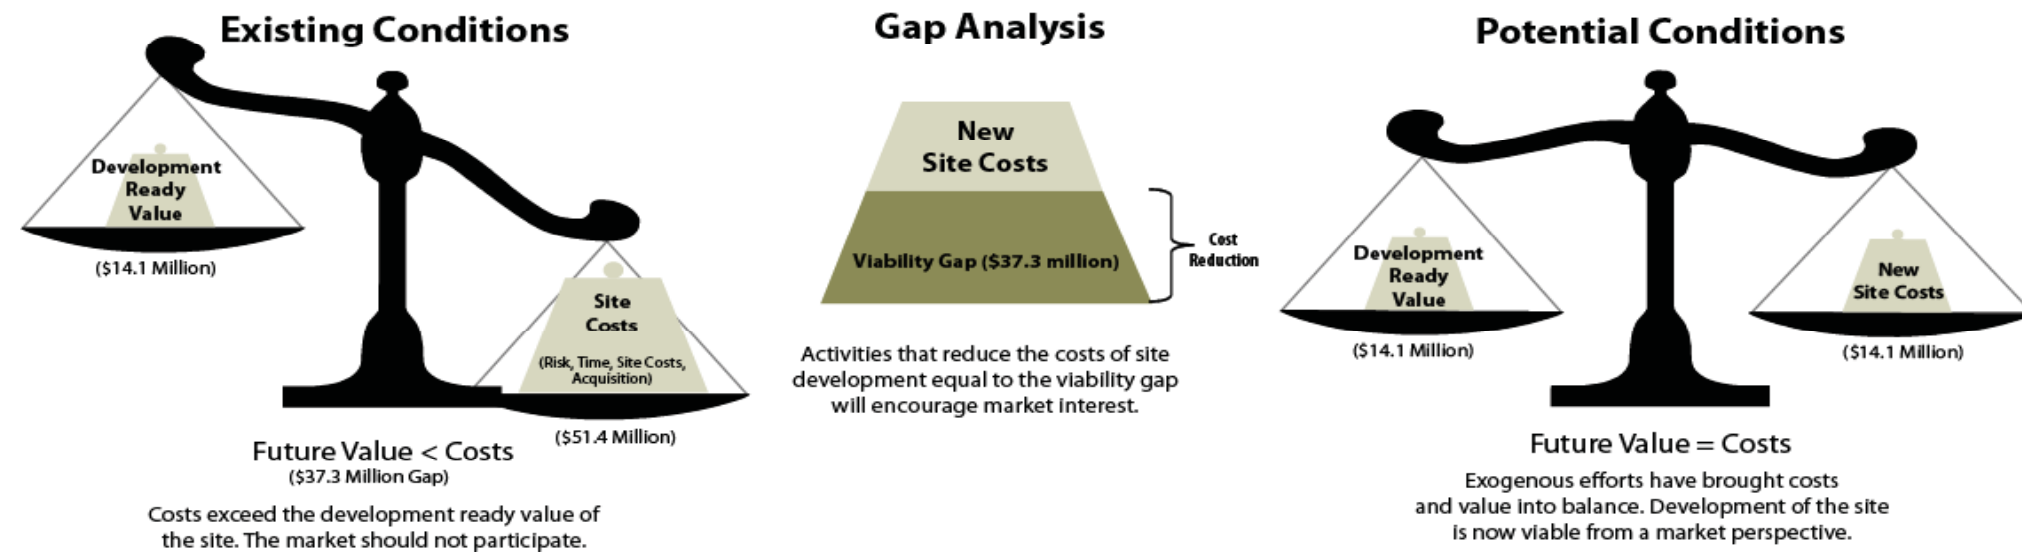 Existing Conditions
Development
Ready
Value
($14.1 Million)
Site
Costs
(Risk, Time, Site Costs,
Acquisition)
($51.4 Million)
Future Value < Costs
($37.3 Million Gap)
Costs exceed the development ready value of
the site. The market should not participate.
Gap Analysis
New
Site Costs
Viability Gap ($37.3 million)
Cost
Reduction
Activities that reduce the costs of site
development equal to the viability gap
will encourage market interest.
Potential Conditions
Development
Ready
Value
($14.1 Million)
New
Site Costs
($14.1 Million)
Future Value = Costs
Exogenous efforts have brought costs
and value into balance. Development of the site
is now viable from a market perspective.